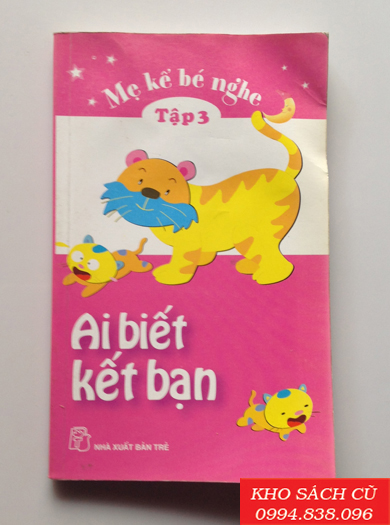 Mẹ kể bé nghe
Tập 3
Ai biết
kết bạn
NHÀ XUẤT BẢN TRẺ
KHO SÁCH CŨ
0994.838.096